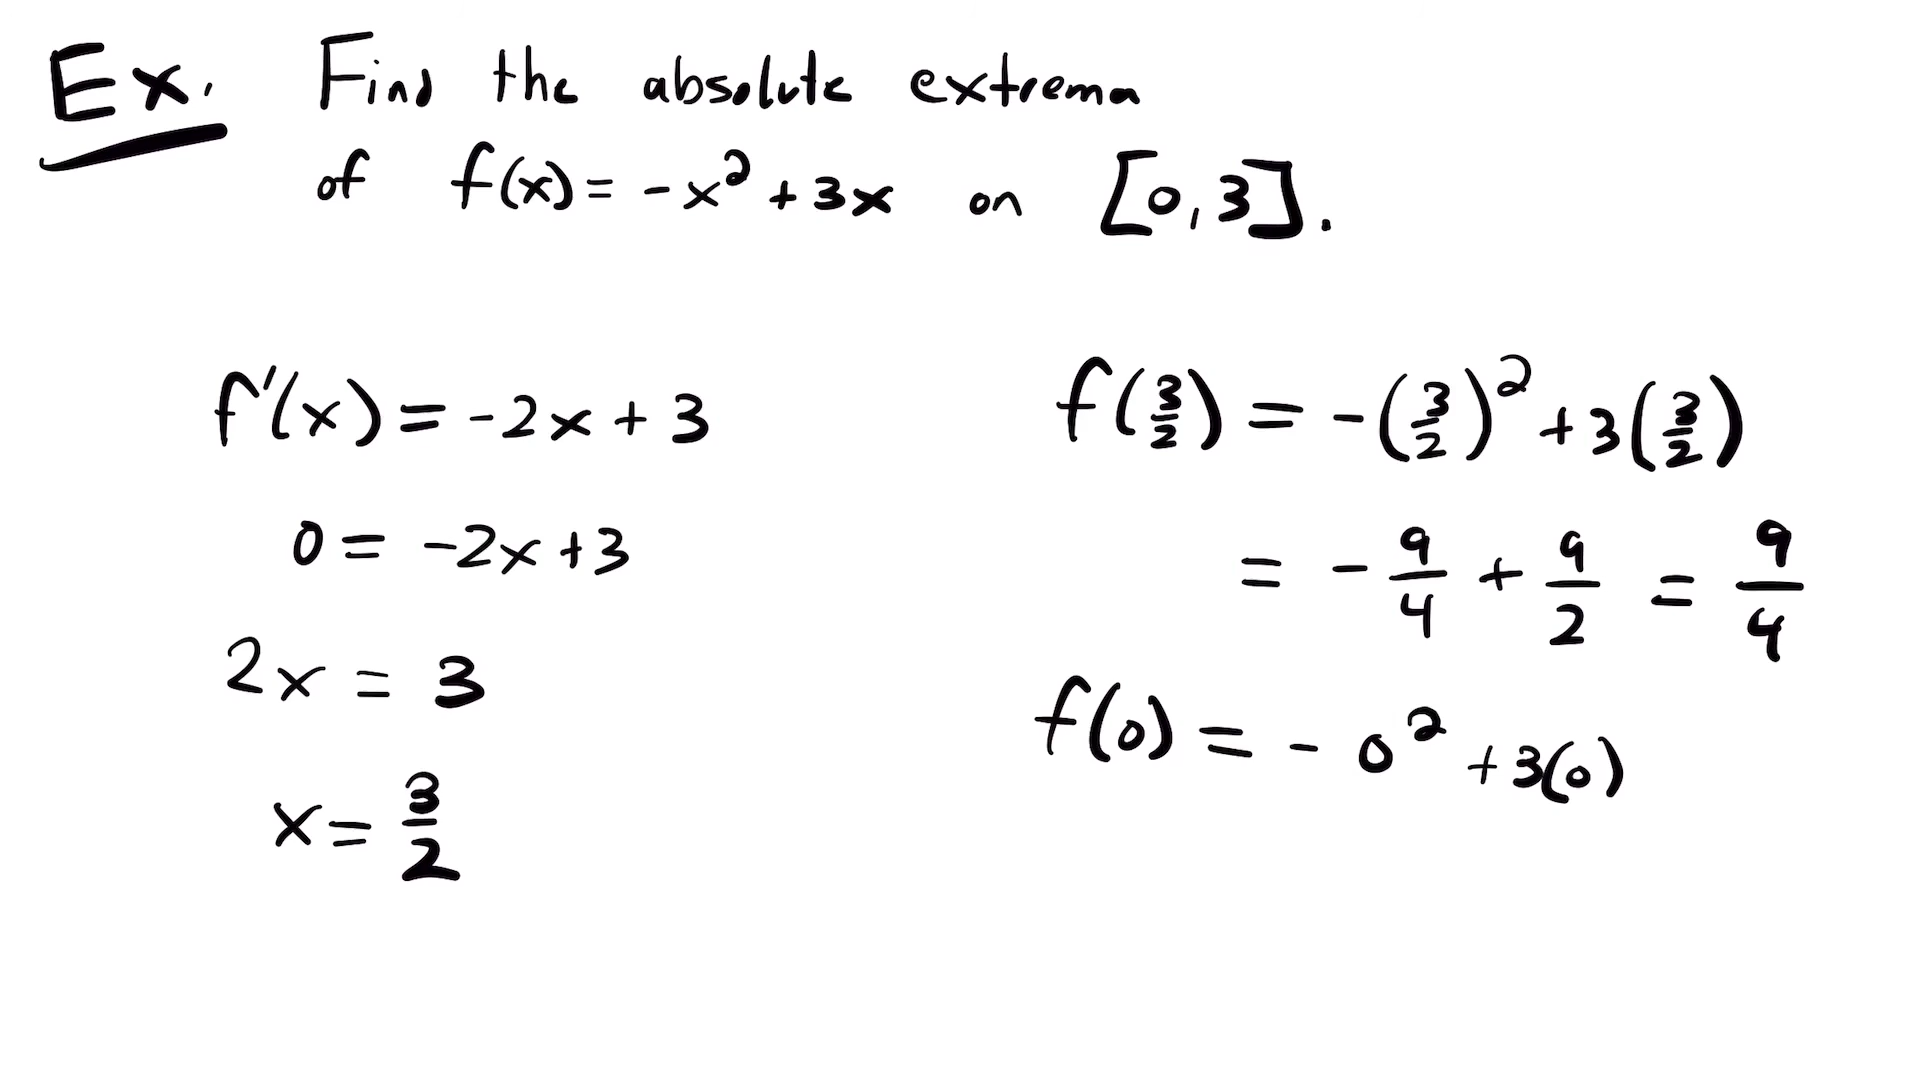 Ex. Find the absolute extrema
of f(x) = -x² + 3x on [0,3].
f'(x) = -2x + 3
0 = -2x + 3
2x = 3
x = 3/2
f(3/2) = -(3/2)² + 3(3/2)
= -9/4 + 9/2 = 9/4
f(0) = -0² + 3(0)